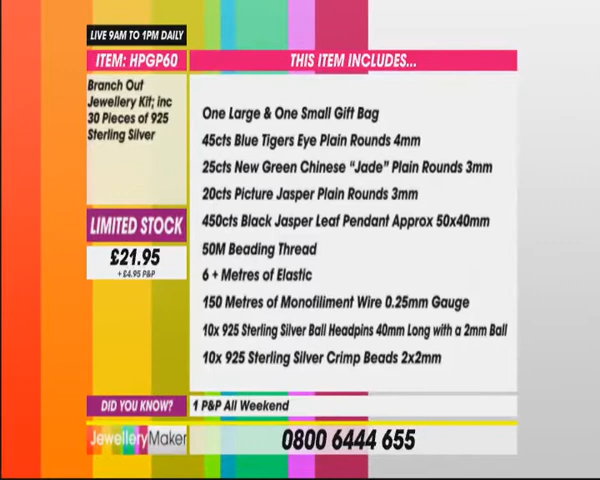 LIVE 9AM TO 1PM DAILY
ITEM: HPGP60
Branch Out
Jewellery Kit; inc
30 Pieces of 925
Sterling Silver
LIMITED STOCK
£21.95
+ £4.95 P&P
THIS ITEM INCLUDES...
One Large & One Small Gift Bag
45cts Blue Tigers Eye Plain Rounds 4mm
25cts New Green Chinese “Jade” Plain Rounds 3mm
20cts Picture Jasper Plain Rounds 3mm
450cts Black Jasper Leaf Pendant Approx 50x40mm
50M Beading Thread
6 + Metres of Elastic
150 Metres of Monofiliment Wire 0.25mm Gauge
10x 925 Sterling Silver Ball Headpins 40mm Long with a 2mm Ball
10x 925 Sterling Silver Crimp Beads 2x2mm
DID YOU KNOW? 1 P&P All Weekend
JewelleryMaker 0800 6444 655